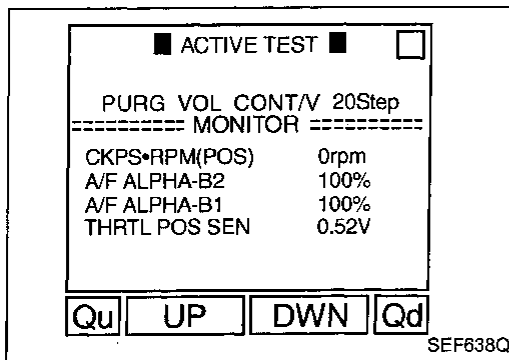 ■ ACTIVE TEST ■
PURG VOL CONT/V 20Step
========= MONITOR =========
CKPS•RPM(POS) 0rpm
A/F ALPHA-B2 100%
A/F ALPHA-B1 100%
THRTL POS SEN 0.52V
Qu UP DWN Qd
SEF638Q